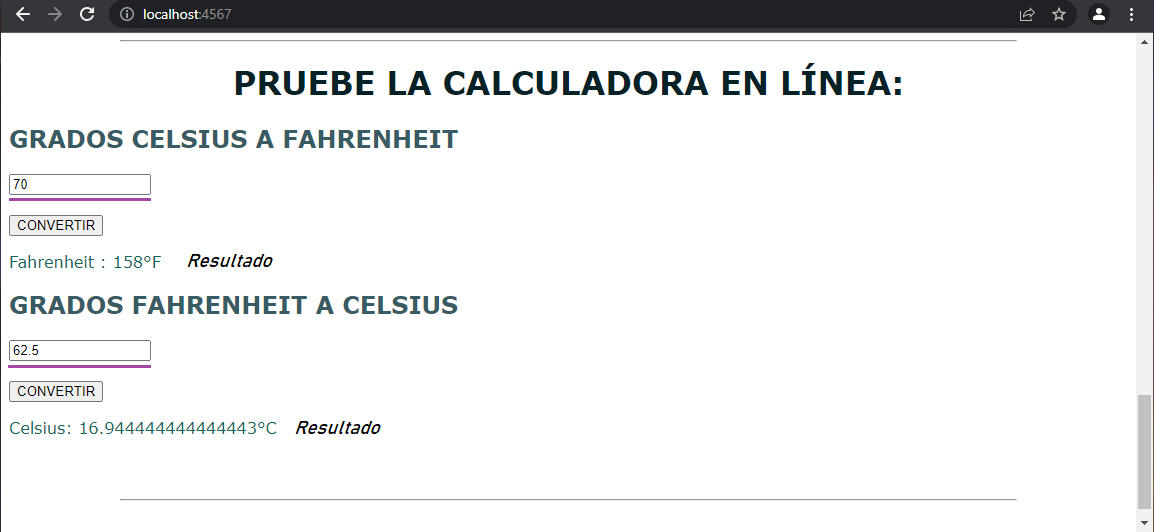 localhost:4567
PRUEBE LA CALCULADORA EN LÍNEA:
GRADOS CELSIUS A FAHRENHEIT
70
CONVERTIR
Fahrenheit : 158°F Resultado
GRADOS FAHRENHEIT A CELSIUS
62.5
CONVERTIR
Celsius: 16.944444444444443°C Resultado